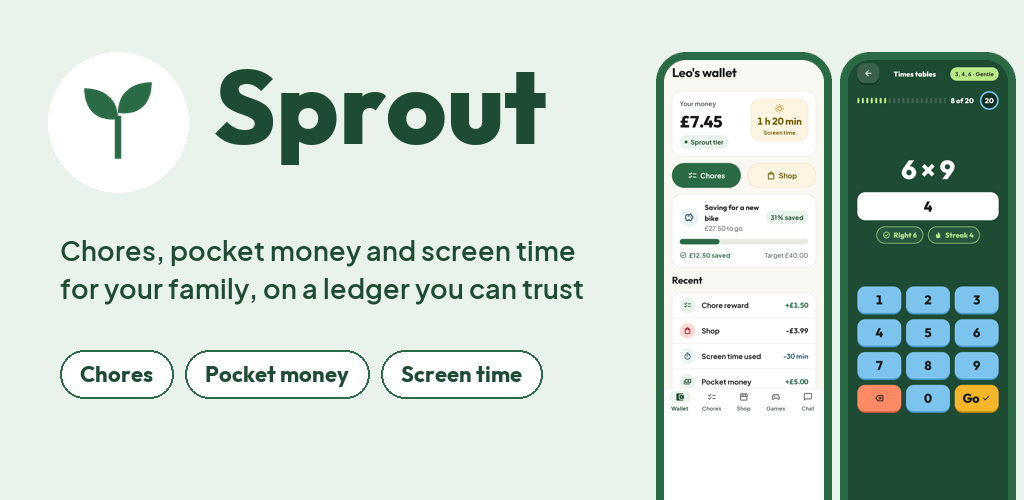 Sprout
Chores, pocket money and screen time
for your family, on a ledger you can trust
Chores
Pocket money
Screen time
Leo's wallet
Your money
£7.45
Sprout tier
1 h 20 min
Screen time
Chores
Shop
Saving for a new
bike
£27.50 to go
31% saved
£12.50 saved
Target £40.00
Recent
Chore reward
+£1.50
Shop
-£3.99
Screen time used
-30 min
Pocket money
+£5.00
Wallet
Chores
Shop
Games
Chat
Times tables
3, 4, 6 · Gentle
8 of 20
20
6 × 9
4
Right 6
Streak 4
1
2
3
4
5
6
7
8
9
0
Go